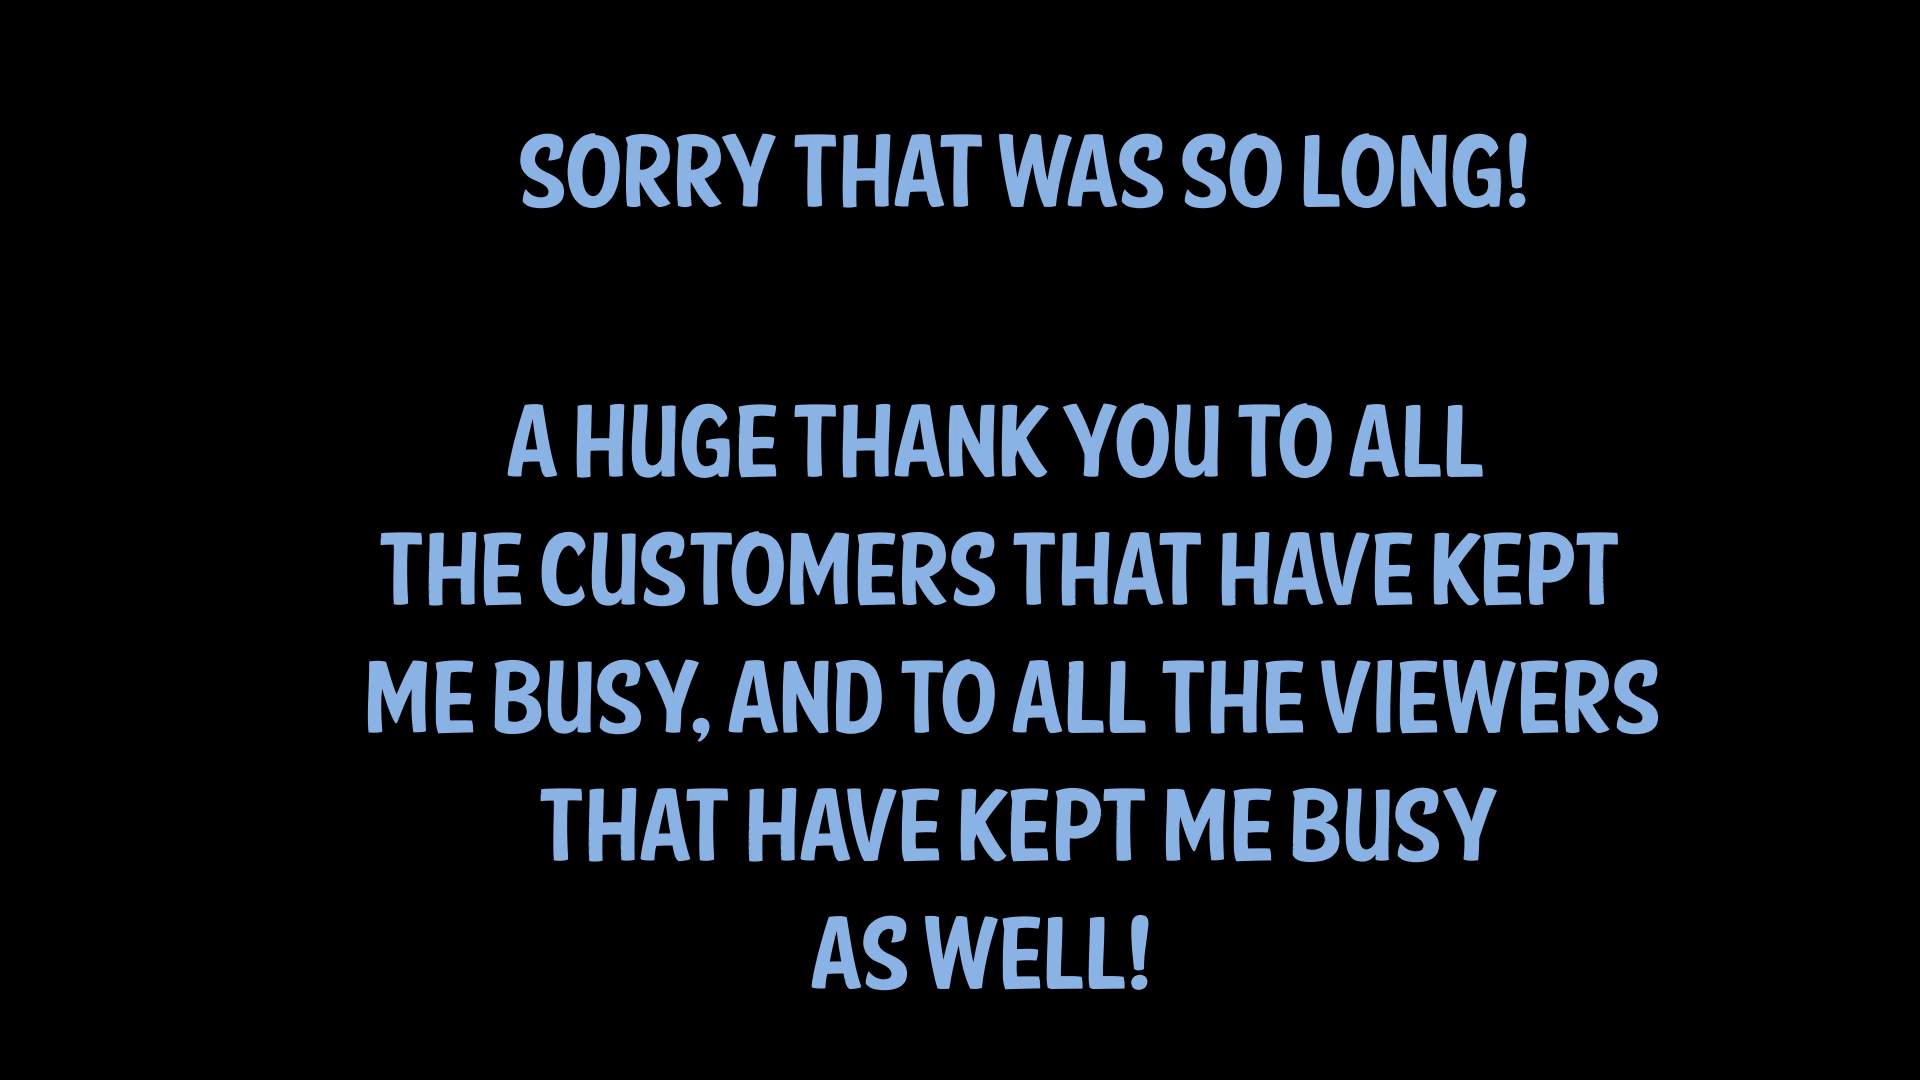 SORRY THAT WAS SO LONG!
A HUGE THANK YOU TO ALL
THE CUSTOMERS THAT HAVE KEPT
ME BUSY, AND TO ALL THE VIEWERS
THAT HAVE KEPT ME BUSY
AS WELL!